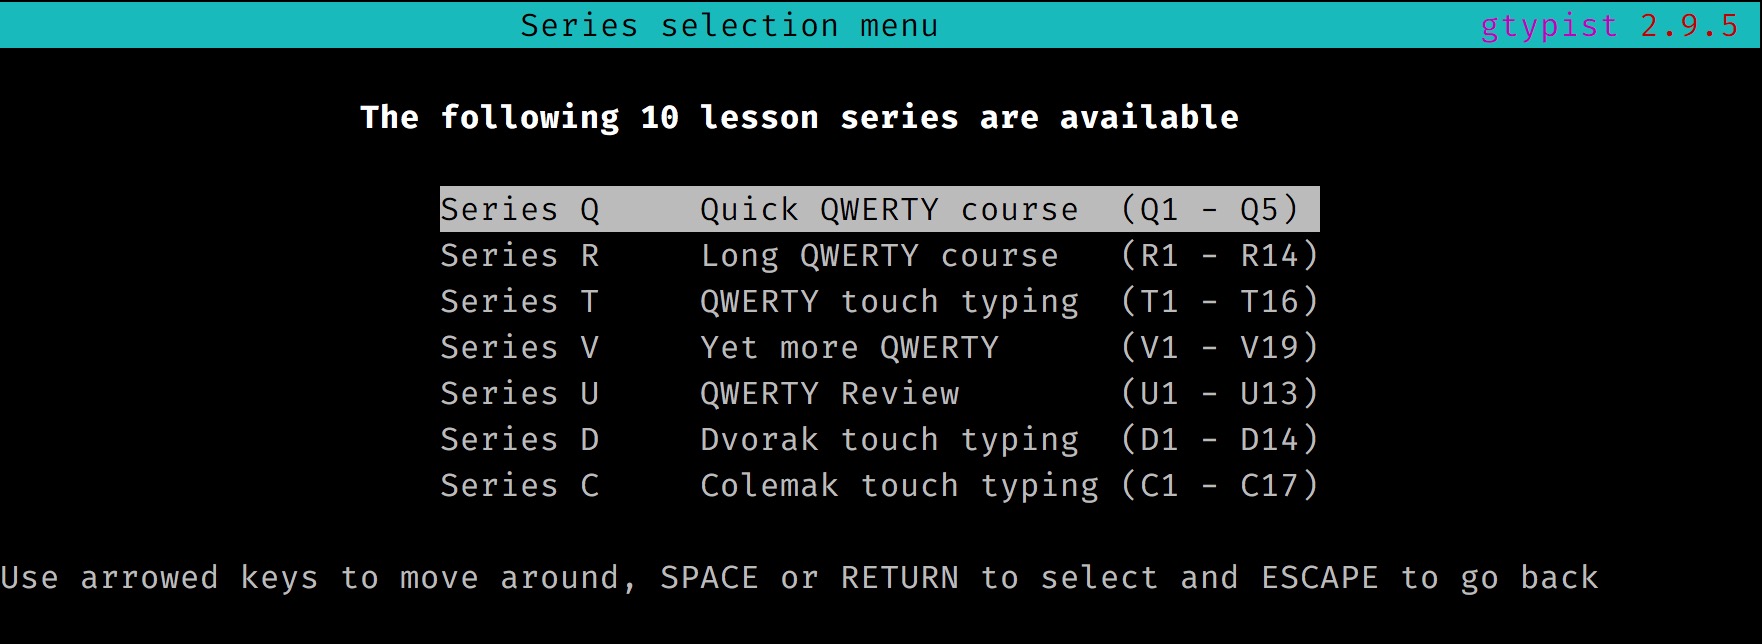 Series selection menu gtypist 2.9.5
The following 10 lesson series are available
Series Q Quick QWERTY course (Q1 - Q5)
Series R Long QWERTY course (R1 - R14)
Series T QWERTY touch typing (T1 - T16)
Series V Yet more QWERTY (V1 - V19)
Series U QWERTY Review (U1 - U13)
Series D Dvorak touch typing (D1 - D14)
Series C Colemak touch typing (C1 - C17)
Use arrowed keys to move around, SPACE or RETURN to select and ESCAPE to go back